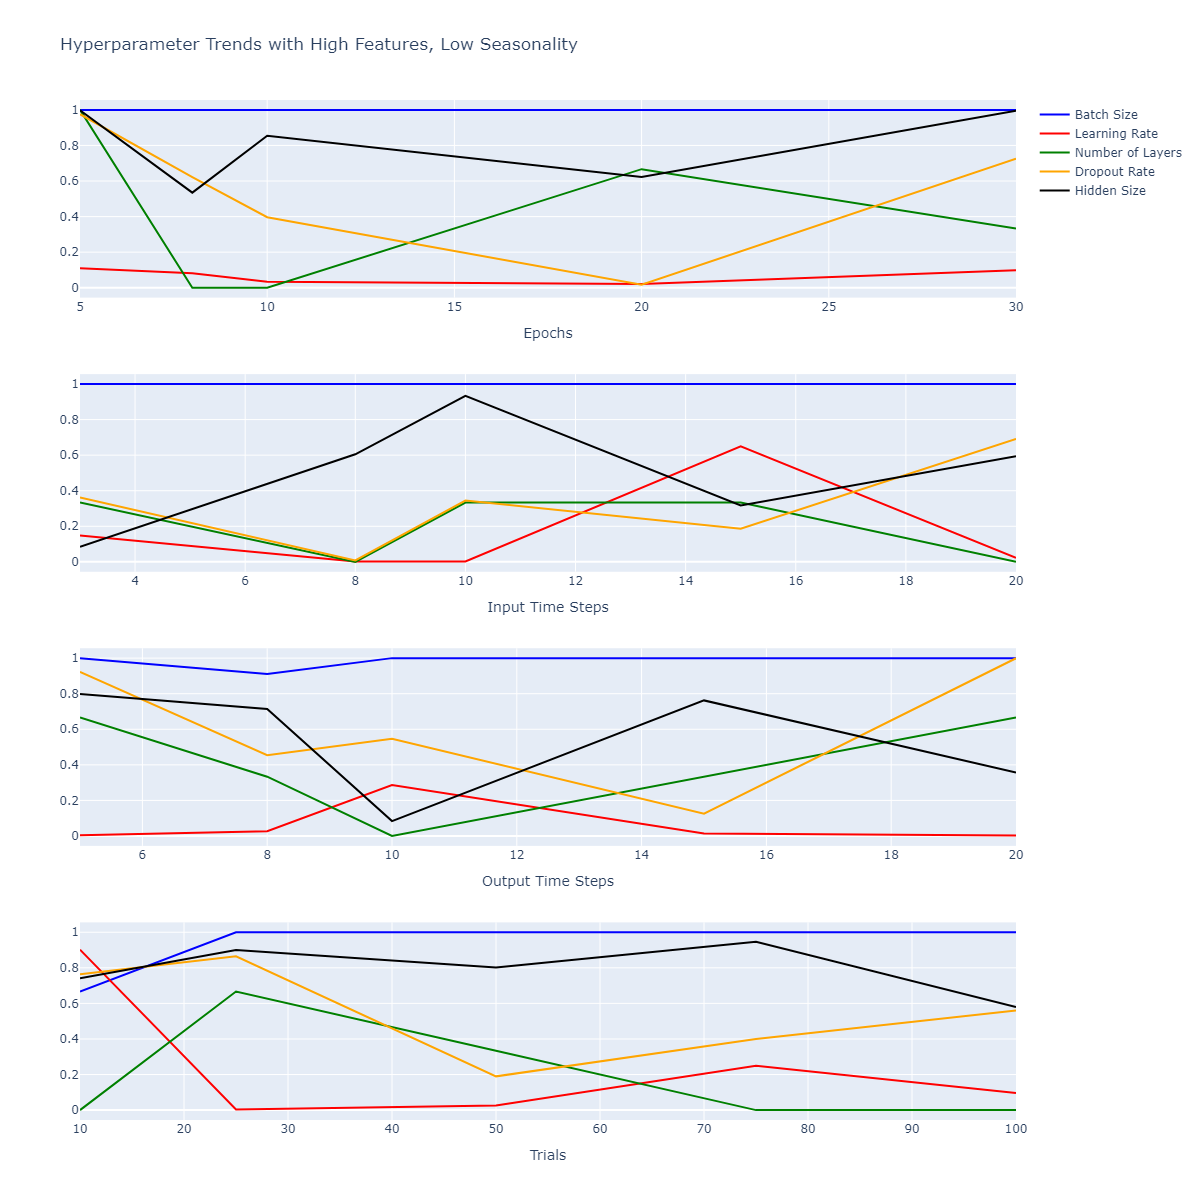 Hyperparameter Trends with High Features, Low Seasonality
1
0.8
0.6
0.4
0.2
0
5 10 15 20 25 30
Epochs
Batch Size
Learning Rate
Number of Layers
Dropout Rate
Hidden Size
1
0.8
0.6
0.4
0.2
0
4 6 8 10 12 14 16 18 20
Input Time Steps
1
0.8
0.6
0.4
0.2
0
6 8 10 12 14 16 18 20
Output Time Steps
1
0.8
0.6
0.4
0.2
0
10 20 30 40 50 60 70 80 90 100
Trials